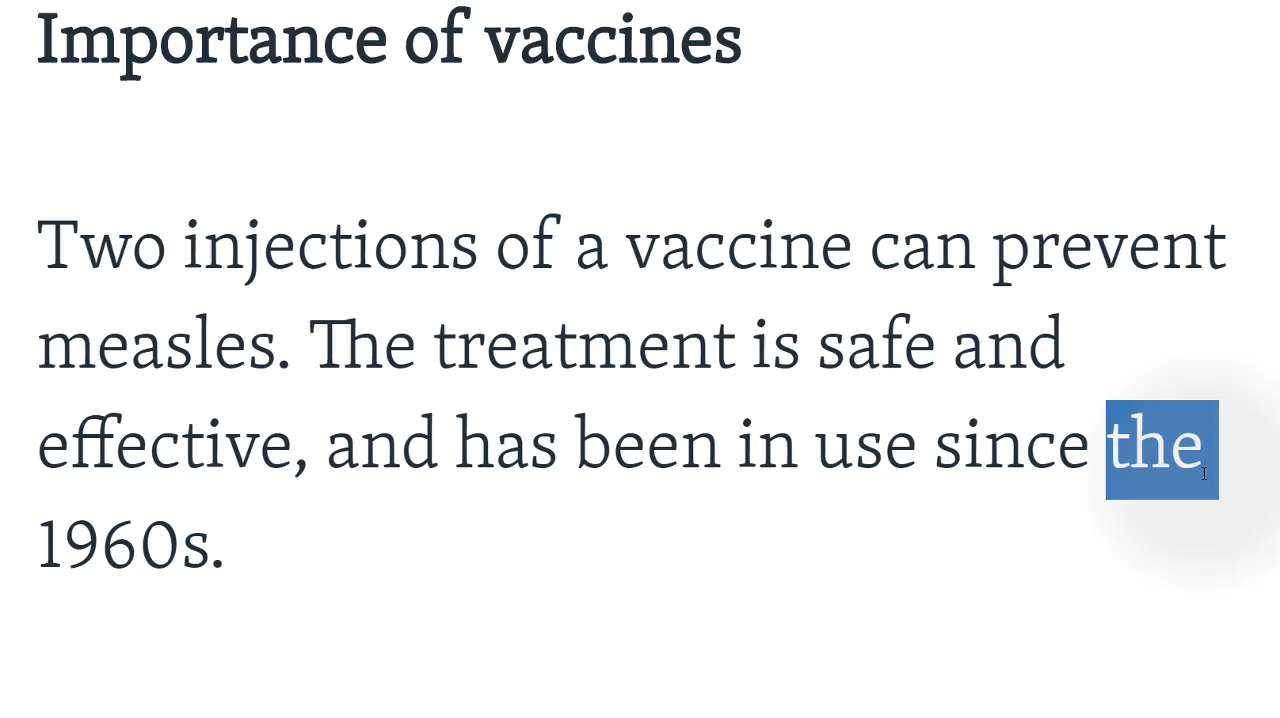 Importance of vaccines
Two injections of a vaccine can prevent
measles. The treatment is safe and
effective, and has been in use since the
1960s.